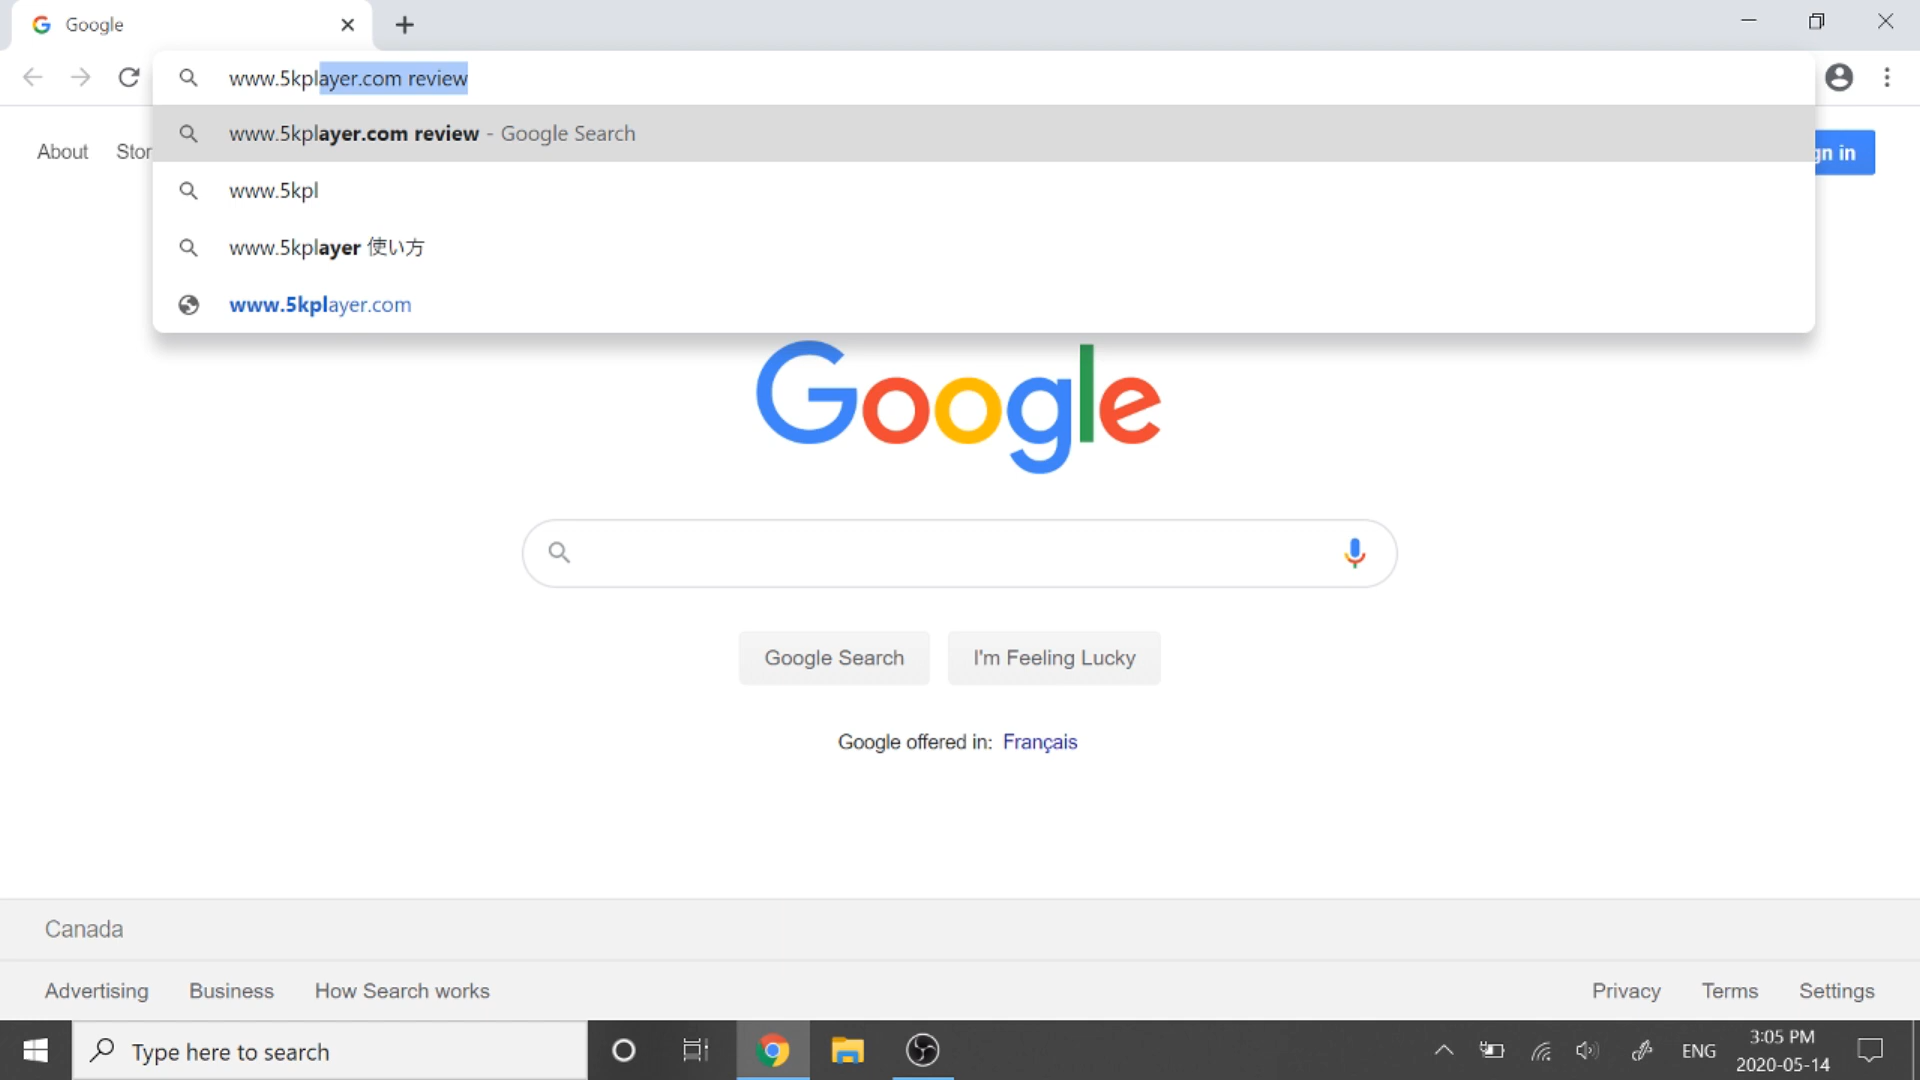 Google
www.5kplayer.com review
www.5kplayer.com review - Google Search
www.5kpl
www.5kplayer 使い方
www.5kplayer.com
About Stor
gn in
Google
Google Search I'm Feeling Lucky
Google offered in: Français
Canada
Advertising Business How Search works Privacy Terms Settings
Type here to search
ENG
3:05 PM
2020-05-14